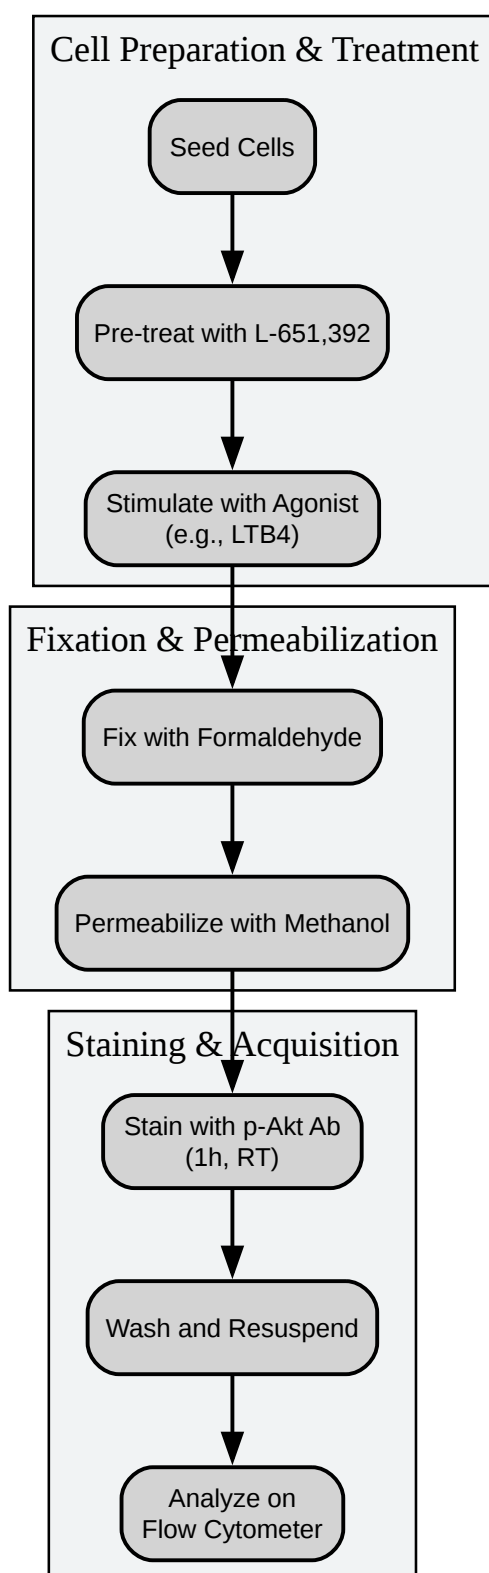 Cell Preparation & Treatment
Seed Cells
Pre-treat with L-651,392
Stimulate with Agonist
(e.g., LTB4)
Fixation & Permeabilization
Fix with Formaldehyde
Permeabilize with Methanol
Staining & Acquisition
Stain with p-Akt Ab
(1h, RT)
Wash and Resuspend
Analyze on
Flow Cytometer